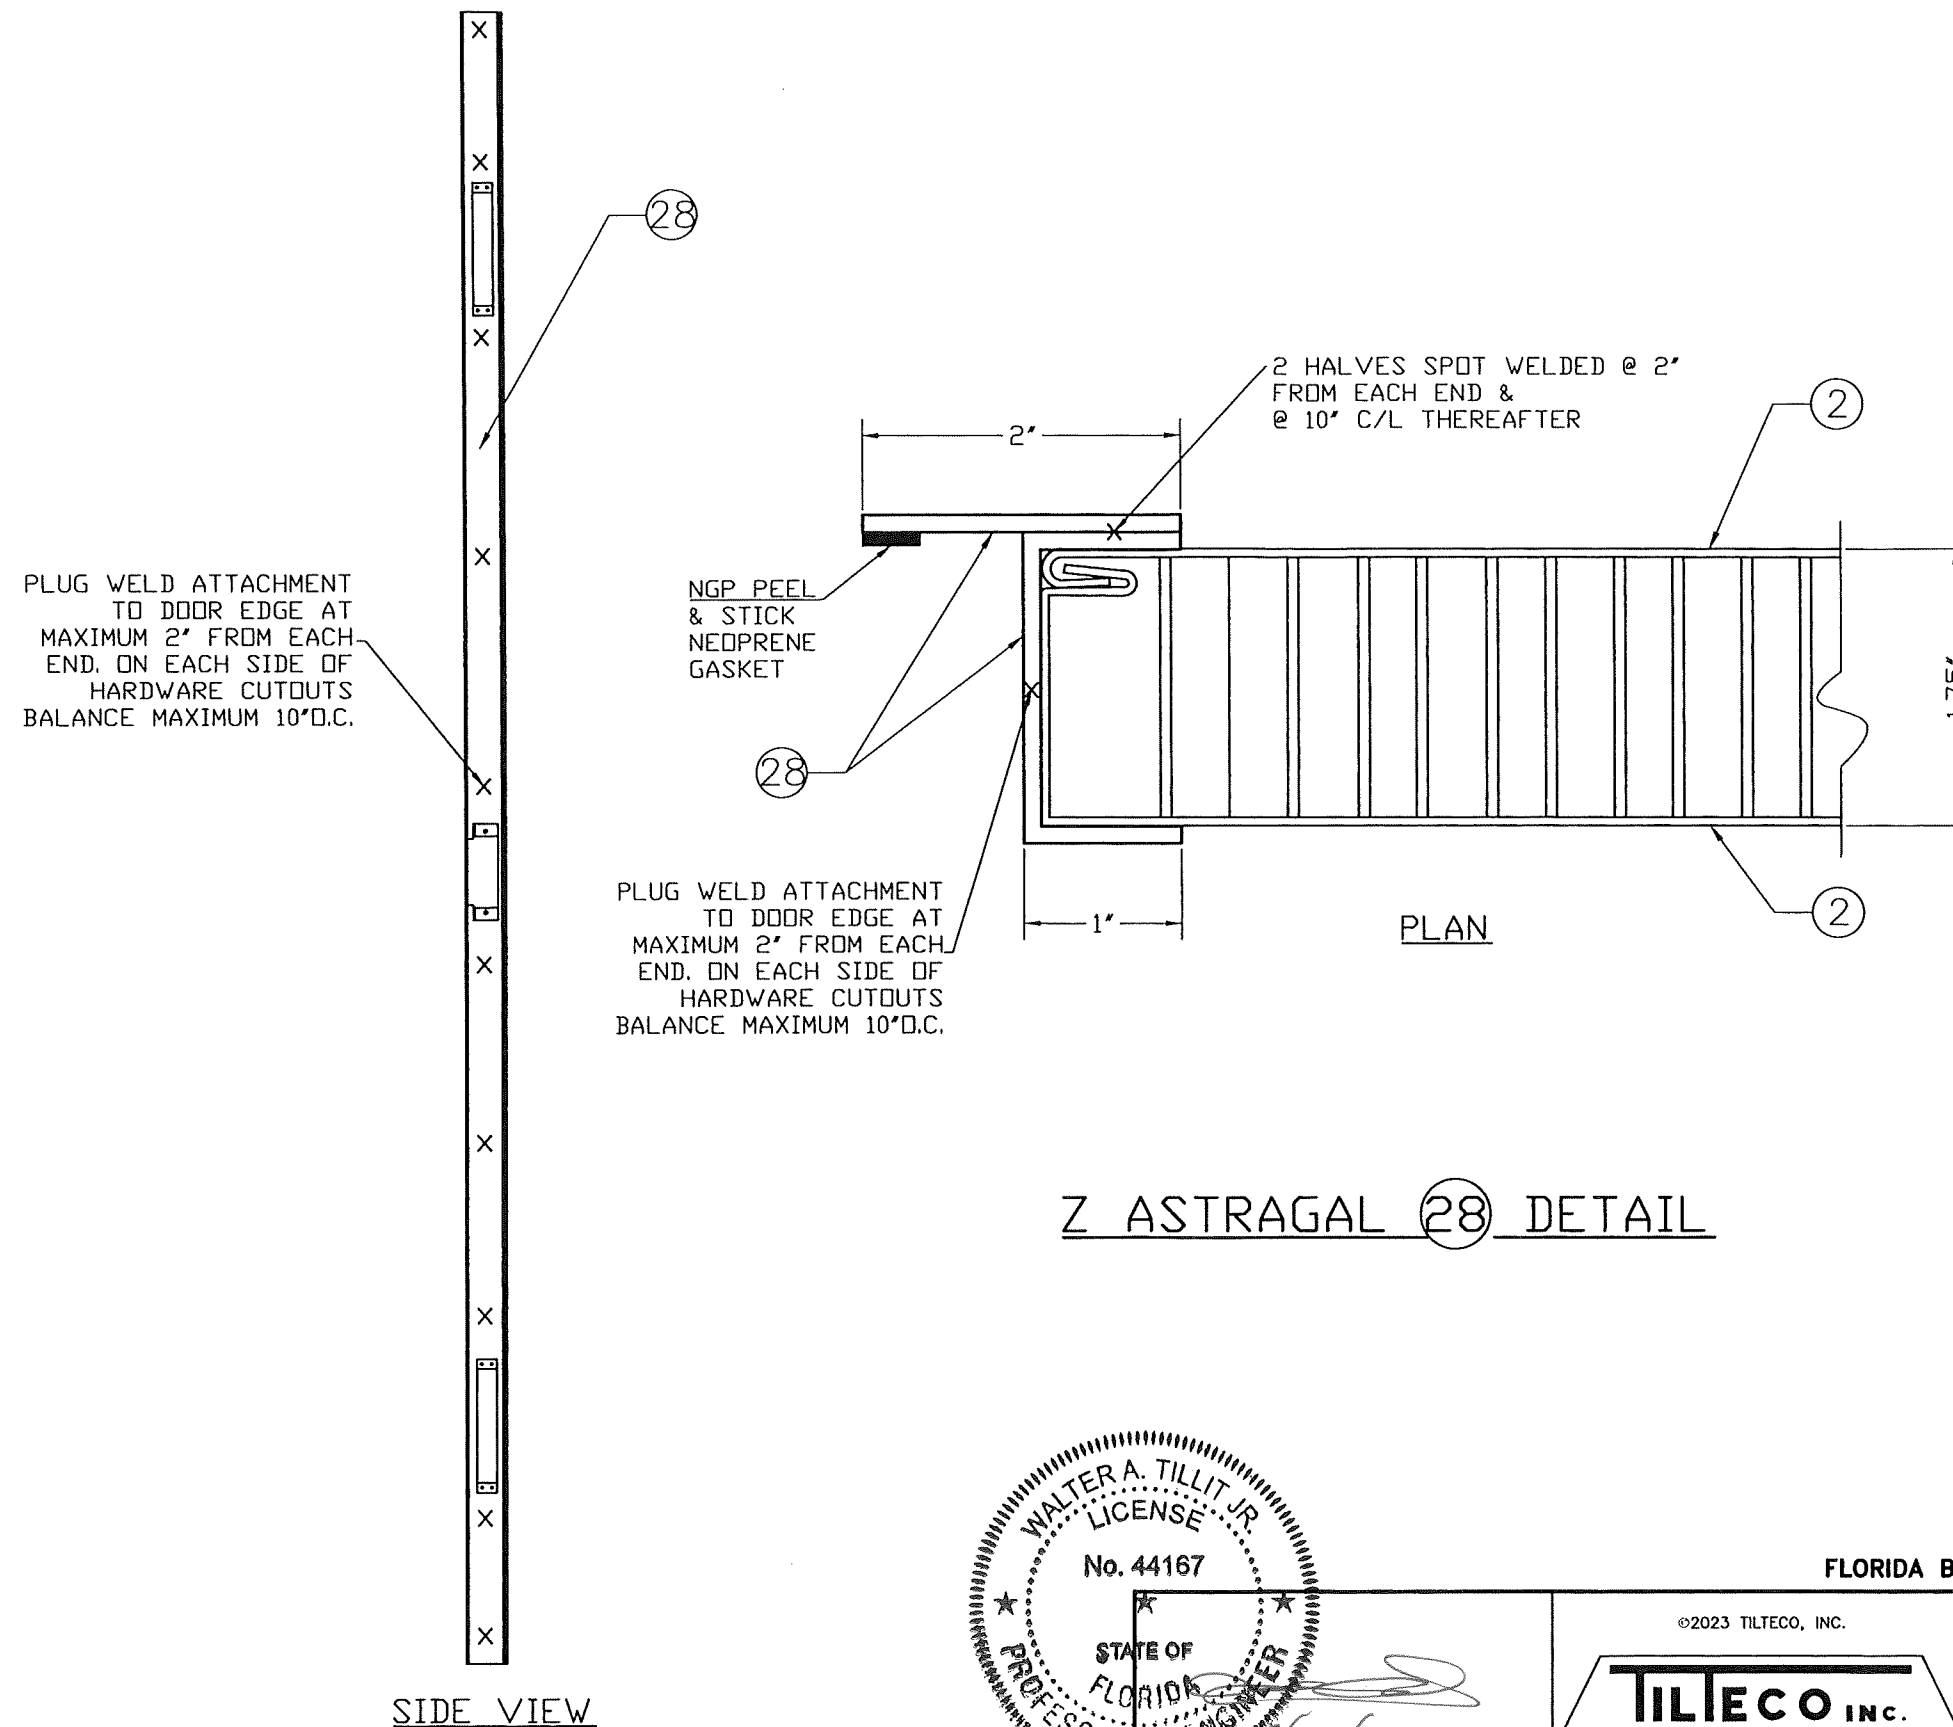 X
X
28
X
2 HALVES SPOT WELDED @ 2"
FROM EACH END &
@ 10" C/L THEREAFTER
2
2"
X
X
PLUG WELD ATTACHMENT
TO DOOR EDGE AT
MAXIMUM 2" FROM EACH
END. ON EACH SIDE OF
HARDWARE CUTOUTS
BALANCE MAXIMUM 10"O.C.
NGP PEEL
& STICK
NEOPRENE
GASKET
X
1.75"
28
X
PLUG WELD ATTACHMENT
TO DOOR EDGE AT
MAXIMUM 2" FROM EACH
END. ON EACH SIDE OF
HARDWARE CUTOUTS
BALANCE MAXIMUM 10"O.C.
1"
PLAN
2
X
X
Z ASTRAGAL 28 DETAIL
X
X
X
SIDE VIEW
WALTER A. TILLIT JR.
LICENSE
No. 44167
STATE OF
FLORIDA
ENGINEER
FLORIDA B
©2023 TILTECO, INC.
TILTECO INC.